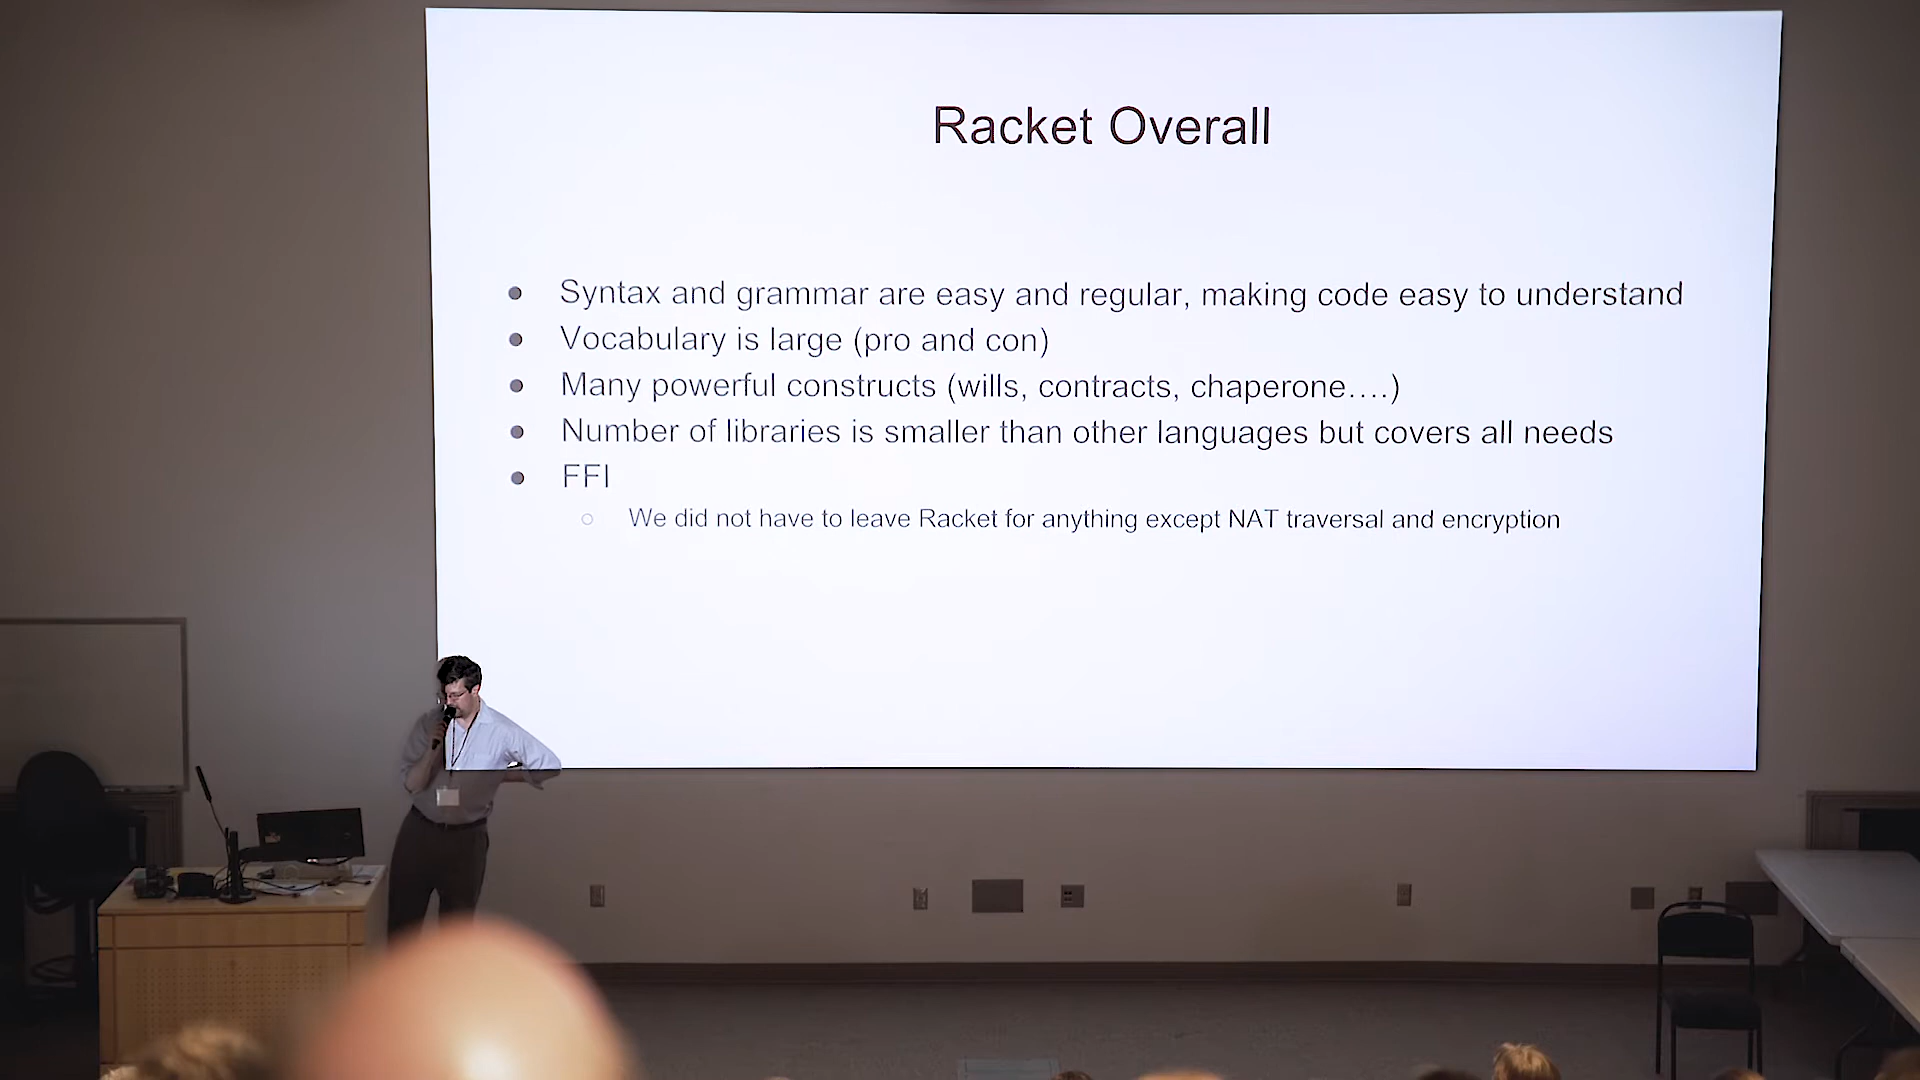 Racket Overall
● Syntax and grammar are easy and regular, making code easy to understand
● Vocabulary is large (pro and con)
● Many powerful constructs (wills, contracts, chaperone....)
● Number of libraries is smaller than other languages but covers all needs
● FFI
○ We did not have to leave Racket for anything except NAT traversal and encryption